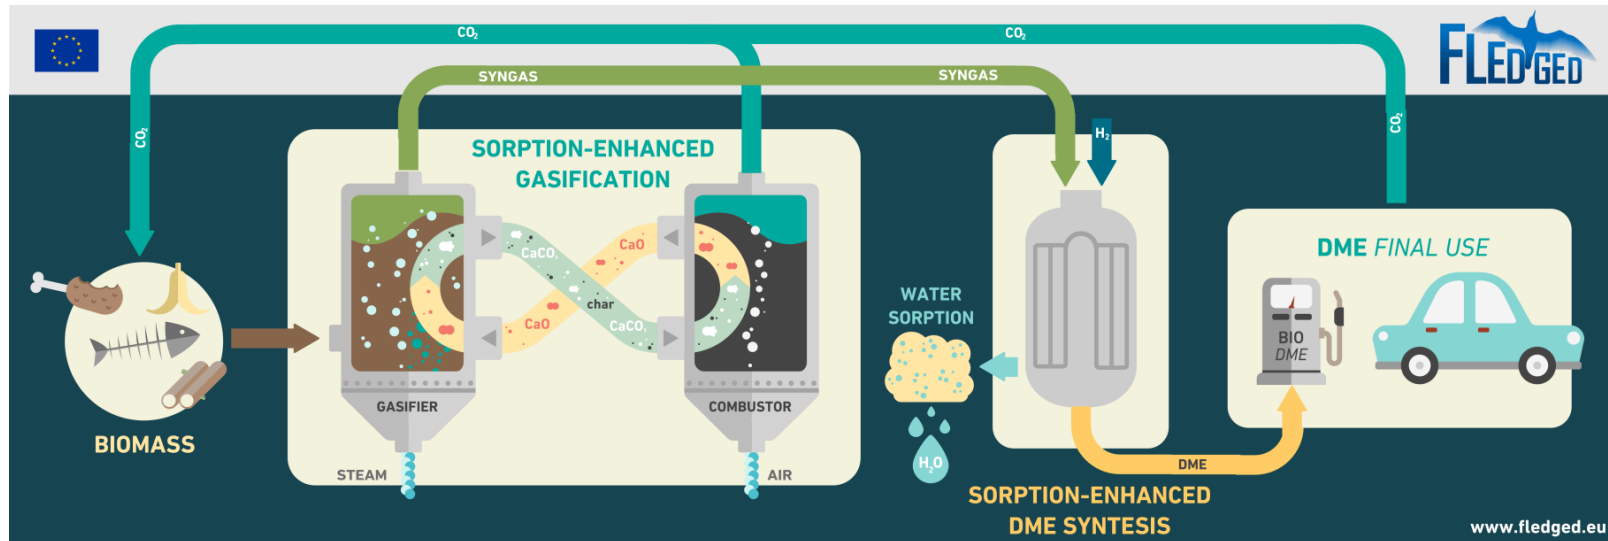 CO₂
CO₂
FLEDGED
SYNGAS
SYNGAS
CO₂
H₂
CO₂
SORPTION-ENHANCED
GASIFICATION
CaCO₃
CaO
char
CaO
CaCO₃
GASIFIER
COMBUSTOR
STEAM
AIR
BIOMASS
WATER
SORPTION
H₂O
DME FINAL USE
BIO
DME
DME
SORPTION-ENHANCED
DME SYNTESIS
www.fledged.eu